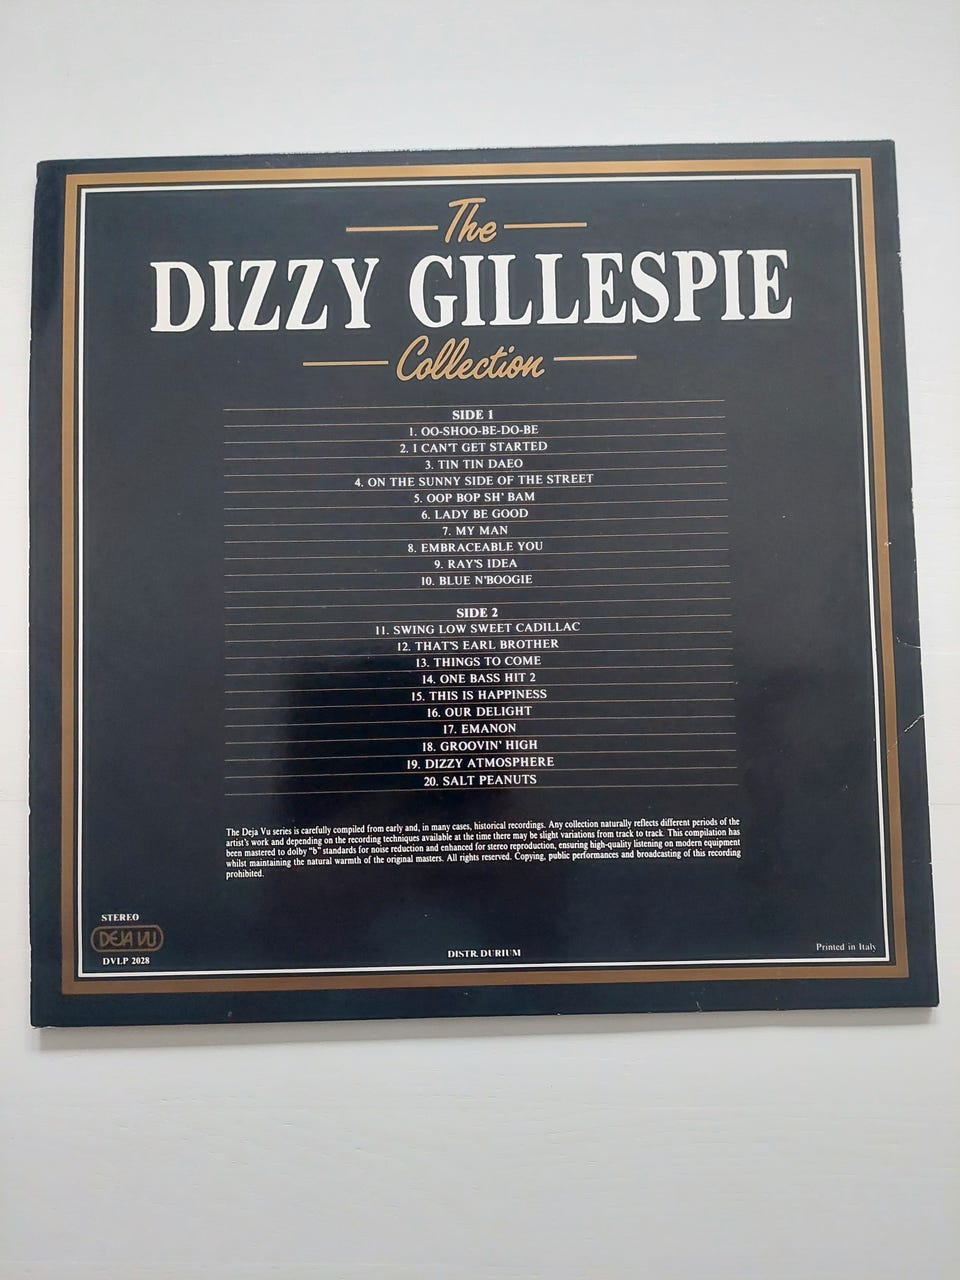 The
DIZZY GILLESPIE
Collection
SIDE 1
1. OO-SHOO-BE-DO-BE
2. I CAN'T GET STARTED
3. TIN TIN DAEO
4. ON THE SUNNY SIDE OF THE STREET
5. OOP BOP SH' BAM
6. LADY BE GOOD
7. MY MAN
8. EMBRACEABLE YOU
9. RAY'S IDEA
10. BLUE N'BOOGIE
SIDE 2
11. SWING LOW SWEET CADILLAC
12. THAT'S EARL BROTHER
13. THINGS TO COME
14. ONE BASS HIT 2
15. THIS IS HAPPINESS
16. OUR DELIGHT
17. EMANON
18. GROOVIN' HIGH
19. DIZZY ATMOSPHERE
20. SALT PEANUTS
The Deja Vu series is carefully compiled from early and, in many cases, historical recordings. Any collection naturally reflects different periods of the
artist's work and depending on the recording techniques available at the time there may be slight variations from track to track. This compilation has
been mastered to dolby "b" standards for noise reduction and enhanced for stereo reproduction, ensuring high-quality listening on modern equipment
whilst maintaining the natural warmth of the original masters. All rights reserved. Copying, public performances and broadcasting of this recording
prohibited.
STEREO
DEJA VU
DVLP 2028
DISTR. DURIUM
Printed in Italy